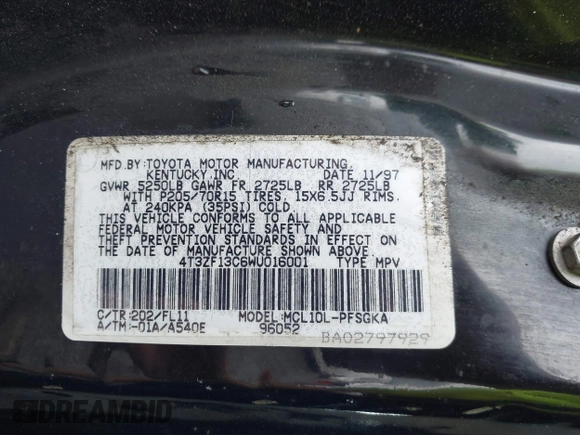 MFD.BY:TOYOTA MOTOR MANUFACTURING,
KENTUCKY,INC. DATE 11/97
GVWR 5250LB GAWR FR 2725LB RR 2725LB
WITH P205/70R15 TIRES, 15X6.5JJ RIMS,
AT 240KPA (35PSI) COLD.
THIS VEHICLE CONFORMS TO ALL APPLICABLE
FEDERAL MOTOR VEHICLE SAFETY AND
THEFT PREVENTION STANDARDS IN EFFECT ON
THE DATE OF MANUFACTURE SHOWN ABOVE.
4T3ZF13C6WU016001 TYPE MPV
C/TR:202/FL11 MODEL:MCL10L-PFSGKA
A/TM:-01A/A540E 96052
BA02797929
DREAMBID